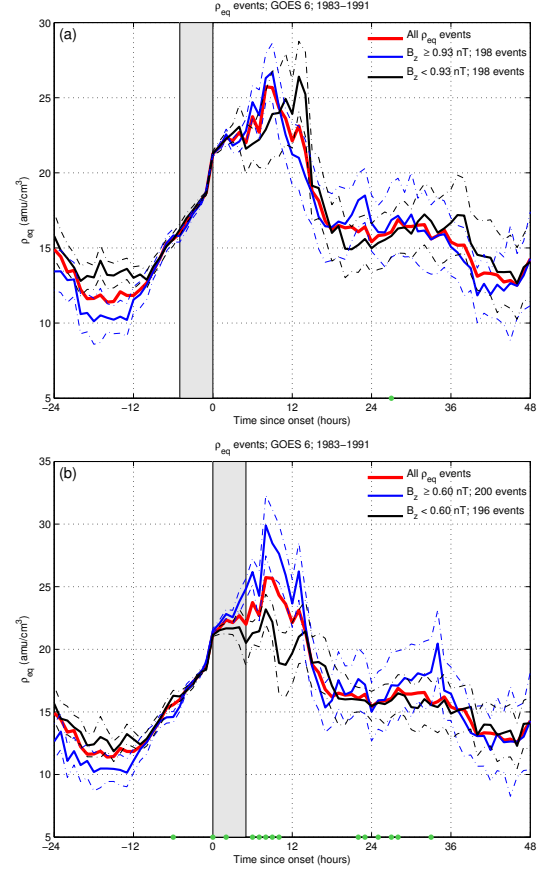 ρeq events; GOES 6; 1983-1991
(a)
All ρeq
events
Bz ≥ 0.93 nT; 198 events
Bz < 0.93 nT; 198 events
ρeq (amu/cm3)
30
25
20
15
10
5
−24 −12 0 12 24 36 48
Time since onset (hours)
ρeq events; GOES 6; 1983-1991
(b)
All ρeq events
Bz ≥ 0.60 nT; 200 events
Bz < 0.60 nT; 196 events
ρeq (amu/cm3)
35
30
25
20
15
10
5
−24 −12 0 12 24 36 48
Time since onset (hours)